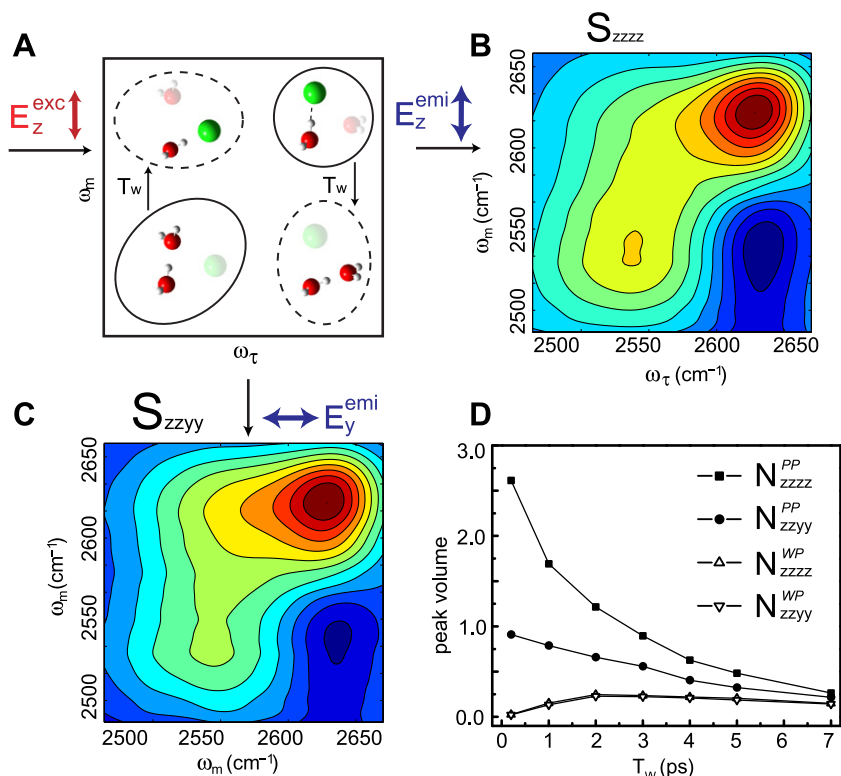 A
E_z^exc
ω_m
T_w
T_w
ω_τ
E_z^emi
B
S_zzzz
2650
2600
2550
2500
ω_m (cm⁻¹)
2500 2550 2600 2650
ω_τ (cm⁻¹)
C
S_zzyy
E_y^emi
2650
2600
2550
2500
ω_m (cm⁻¹)
2500 2550 2600 2650
ω_m (cm⁻¹)
D
3.0
2.0
1.0
0.0
peak volume
N_zzzz^PP
N_zzyy^PP
N_zzzz^WP
N_zzyy^WP
0 1 2 3 4 5 6 7
T_w (ps)